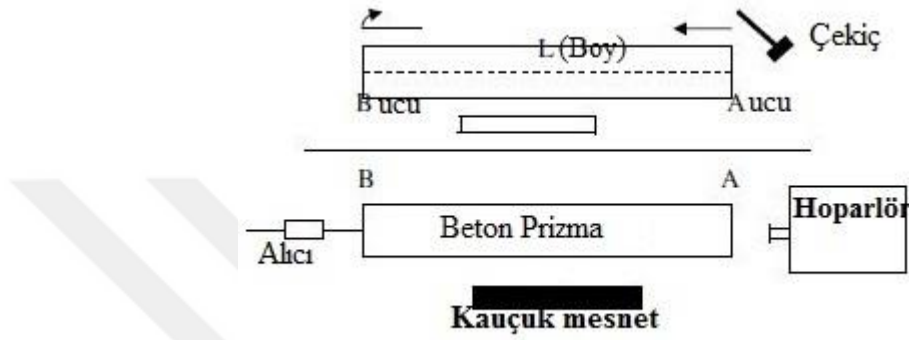 Çekiç
L (Boy)
B ucu
A ucu
B
A
Hoparlör
Beton Prizma
Alıcı
Kauçuk mesnet